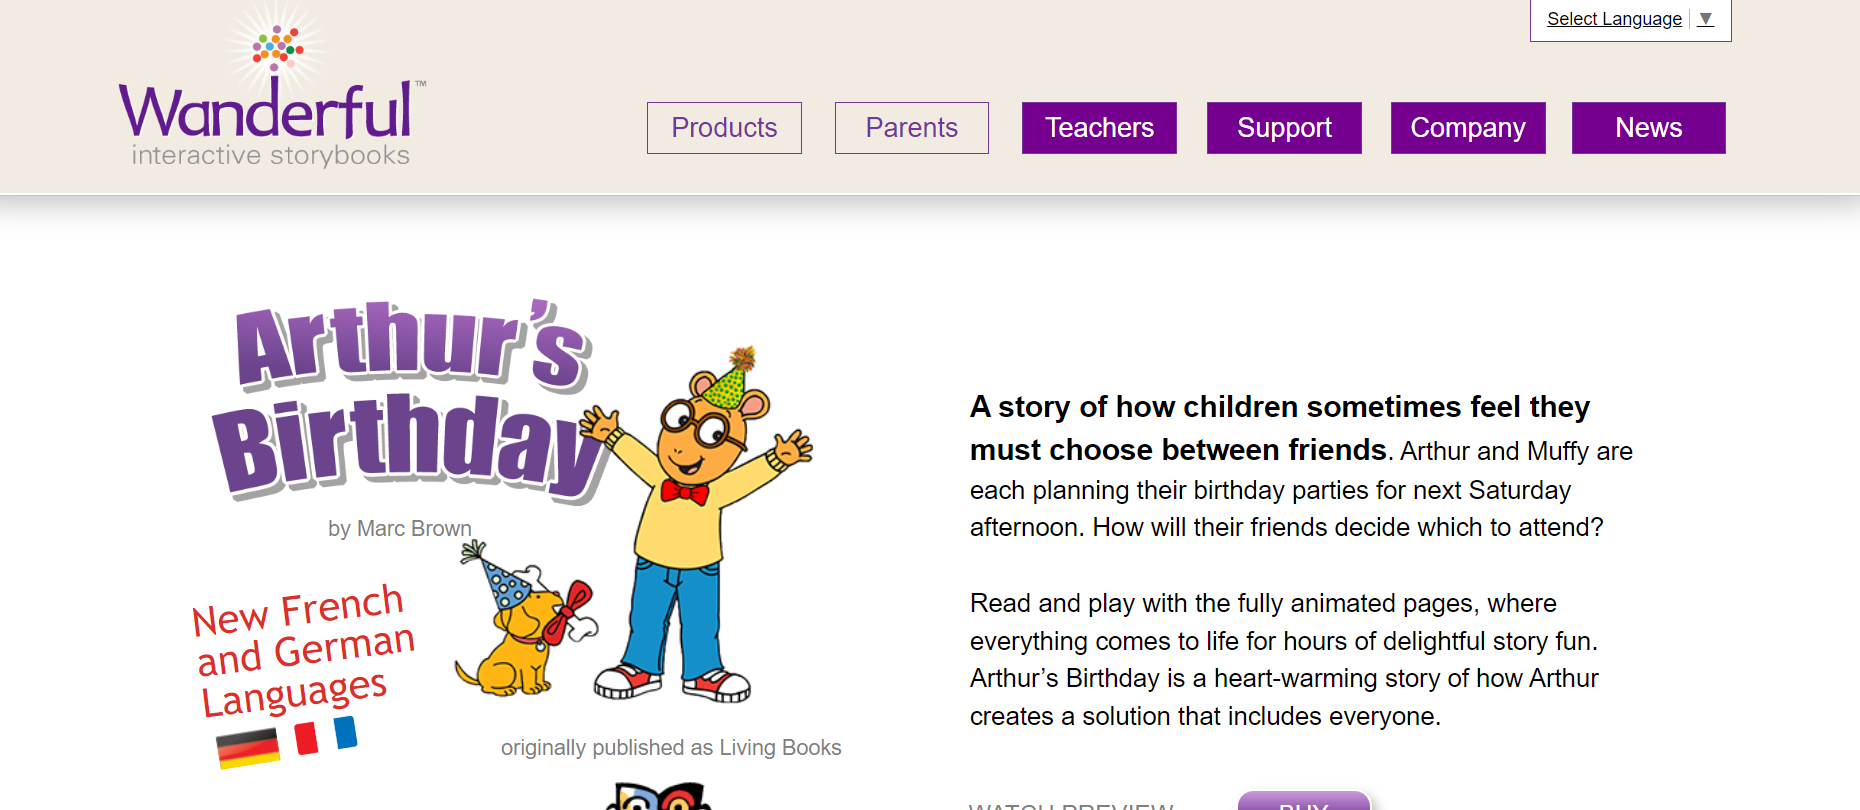 Select Language ▼
Wanderful™
interactive storybooks
Products
Parents
Teachers
Support
Company
News
Arthur's
Birthday
by Marc Brown
New French
and German
Languages
originally published as Living Books
A story of how children sometimes feel they
must choose between friends. Arthur and Muffy are
each planning their birthday parties for next Saturday
afternoon. How will their friends decide which to attend?
Read and play with the fully animated pages, where
everything comes to life for hours of delightful story fun.
Arthur’s Birthday is a heart-warming story of how Arthur
creates a solution that includes everyone.
WATCH PREVIEW
BUY